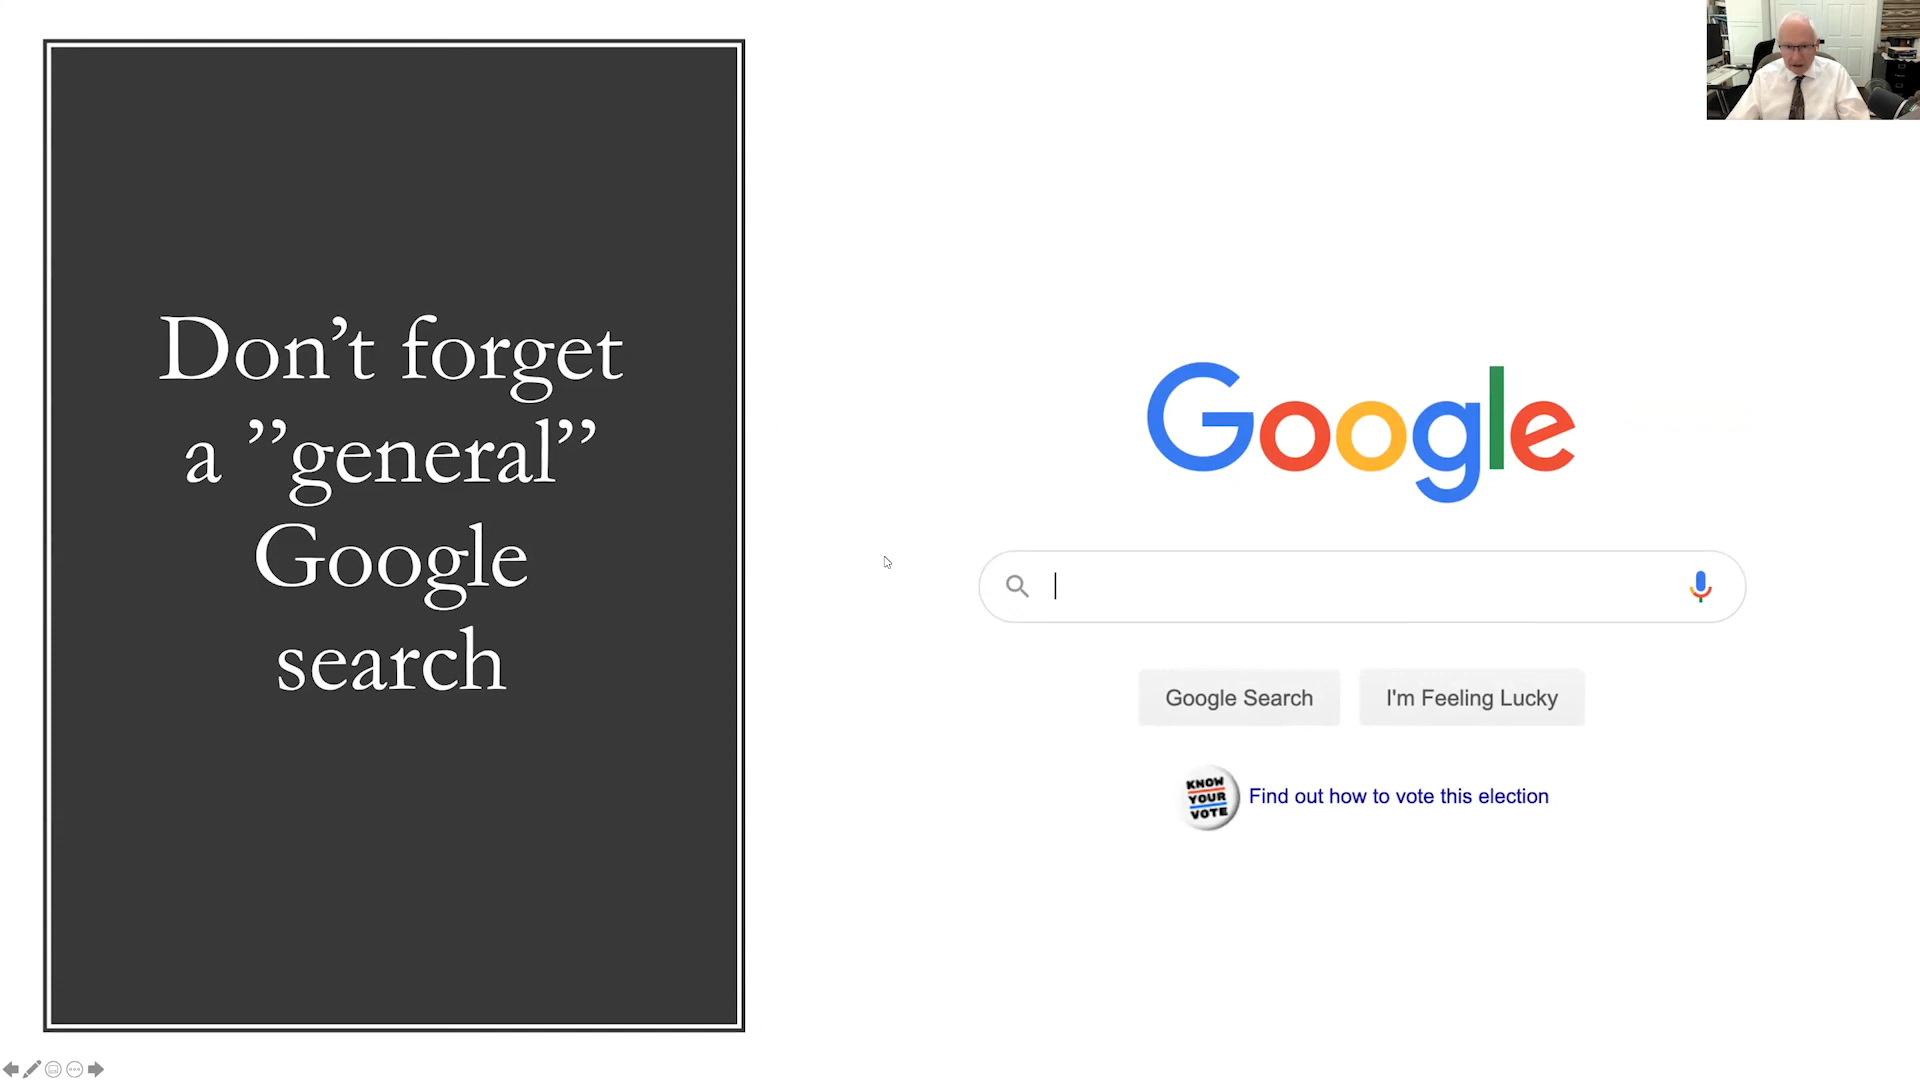 Don’t forget
a ”general”
Google
search
Google
Google Search
I'm Feeling Lucky
KNOW
YOUR
VOTE
Find out how to vote this election